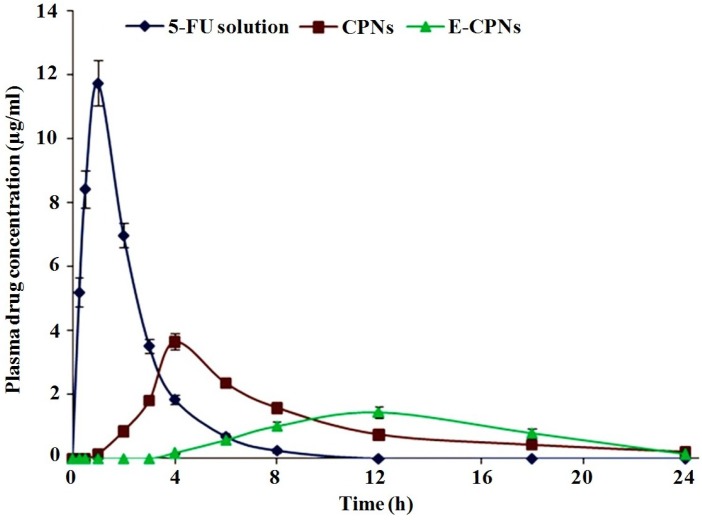 5-FU solution CPNs E-CPNs
14
12
10
8
6
4
2
0
Plasma drug concentration (µg/ml)
0 4 8 12 16 20 24
Time (h)